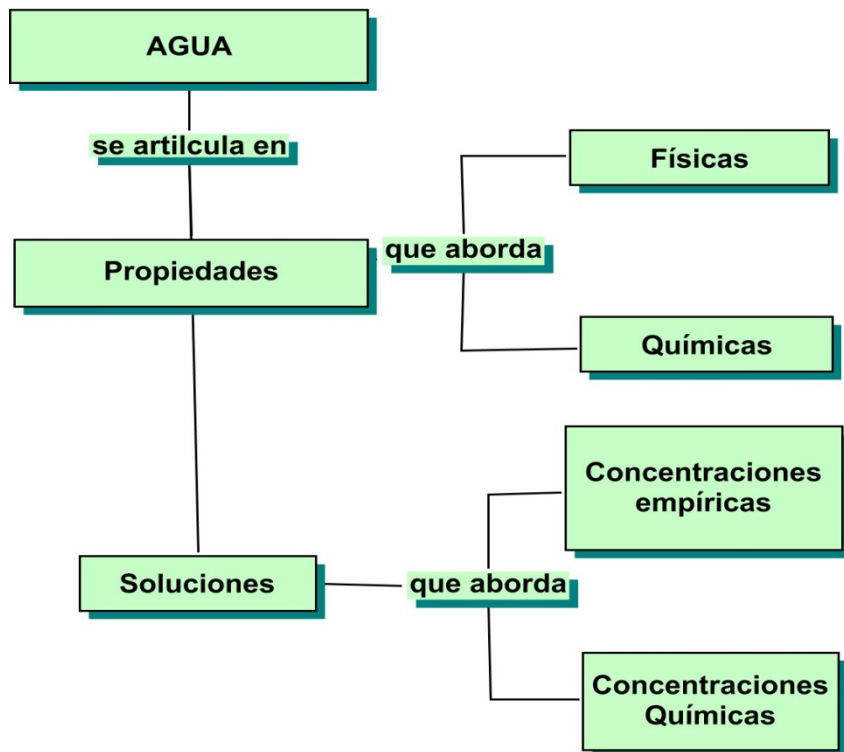 AGUA
se artilcula en
Físicas
que aborda
Propiedades
Químicas
Concentraciones
empíricas
Soluciones
que aborda
Concentraciones
Químicas